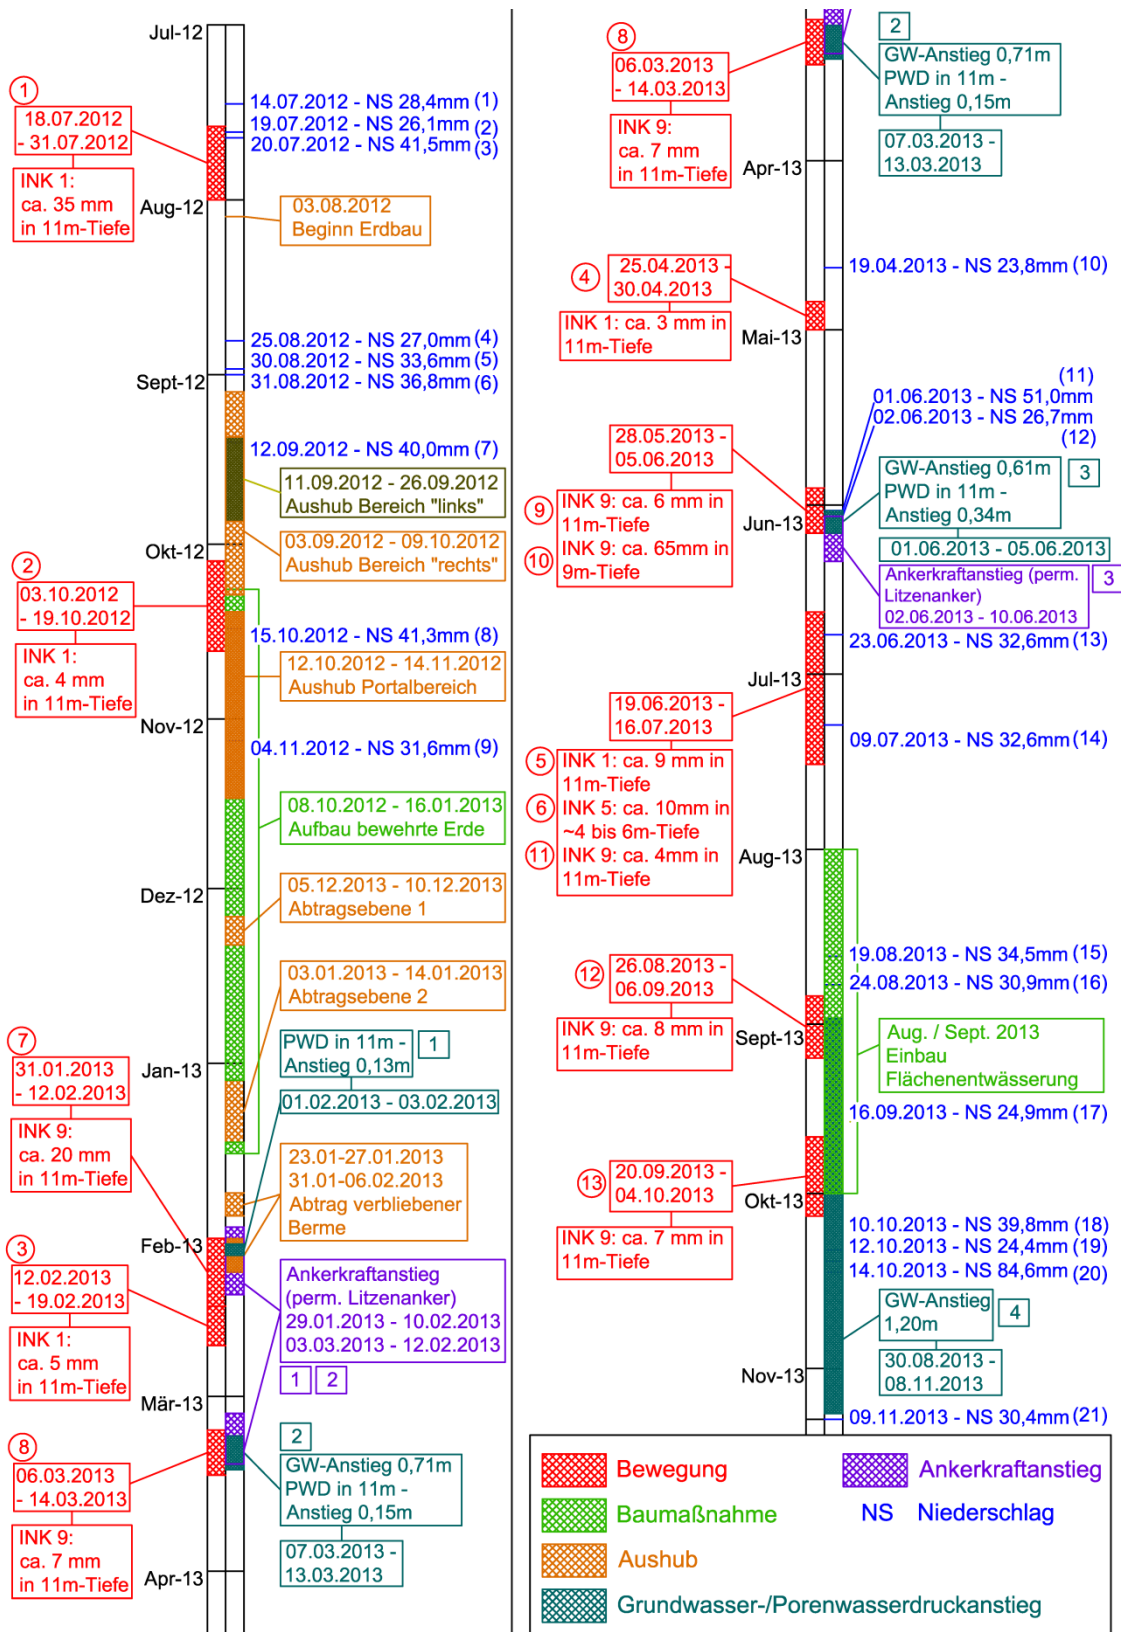 Jul-12
14.07.2012 - NS 28,4mm (1)
19.07.2012 - NS 26,1mm (2)
20.07.2012 - NS 41,5mm (3)
1
18.07.2012
- 31.07.2012
INK 1:
ca. 35 mm
in 11m-Tiefe
Aug-12
03.08.2012
Beginn Erdbau
25.08.2012 - NS 27,0mm (4)
30.08.2012 - NS 33,6mm (5)
31.08.2012 - NS 36,8mm (6)
Sept-12
12.09.2012 - NS 40,0mm (7)
11.09.2012 - 26.09.2012
Aushub Bereich "links"
03.09.2012 - 09.10.2012
Aushub Bereich "rechts"
Okt-12
2
03.10.2012
- 19.10.2012
INK 1:
ca. 4 mm
in 11m-Tiefe
15.10.2012 - NS 41,3mm (8)
12.10.2012 - 14.11.2012
Aushub Portalbereich
Nov-12
04.11.2012 - NS 31,6mm (9)
08.10.2012 - 16.01.2013
Aufbau bewehrte Erde
Dez-12
05.12.2013 - 10.12.2013
Abtragsebene 1
03.01.2013 - 14.01.2013
Abtragsebene 2
7
31.01.2013
- 12.02.2013
INK 9:
ca. 20 mm
in 11m-Tiefe
Jan-13
PWD in 11m -
Anstieg 0,13m
1
01.02.2013 - 03.02.2013
23.01-27.01.2013
31.01-06.02.2013
Abtrag verbliebener
Berme
Feb-13
3
12.02.2013
- 19.02.2013
INK 1:
ca. 5 mm
in 11m-Tiefe
Ankerkraftanstieg
(perm. Litzenanker)
29.01.2013 - 10.02.2013
03.03.2013 - 12.02.2013
1 2
Mär-13
8
06.03.2013
- 14.03.2013
INK 9:
ca. 7 mm
in 11m-Tiefe
2
GW-Anstieg 0,71m
PWD in 11m -
Anstieg 0,15m
07.03.2013 -
13.03.2013
Apr-13
8
06.03.2013
- 14.03.2013
INK 9:
ca. 7 mm
in 11m-Tiefe
2
GW-Anstieg 0,71m
PWD in 11m -
Anstieg 0,15m
07.03.2013 -
13.03.2013
Apr-13
19.04.2013 - NS 23,8mm (10)
4
25.04.2013 -
30.04.2013
INK 1: ca. 3 mm in
11m-Tiefe
Mai-13
(11)
01.06.2013 - NS 51,0mm
02.06.2013 - NS 26,7mm
(12)
28.05.2013 -
05.06.2013
9
INK 9: ca. 6 mm in
11m-Tiefe
10
INK 9: ca. 65mm in
9m-Tiefe
Jun-13
GW-Anstieg 0,61m
PWD in 11m -
Anstieg 0,34m
3
01.06.2013 - 05.06.2013
Ankerkraftanstieg (perm.
Litzenanker)
02.06.2013 - 10.06.2013
3
23.06.2013 - NS 32,6mm (13)
Jul-13
19.06.2013 -
16.07.2013
09.07.2013 - NS 32,6mm (14)
5
INK 1: ca. 9 mm in
11m-Tiefe
6
INK 5: ca. 10mm in
~4 bis 6m-Tiefe
11
INK 9: ca. 4mm in
11m-Tiefe
Aug-13
19.08.2013 - NS 34,5mm (15)
24.08.2013 - NS 30,9mm (16)
12
26.08.2013 -
06.09.2013
INK 9: ca. 8 mm in
11m-Tiefe
Sept-13
Aug. / Sept. 2013
Einbau
Flächenentwässerung
16.09.2013 - NS 24,9mm (17)
13
20.09.2013 -
04.10.2013
INK 9: ca. 7 mm in
11m-Tiefe
Okt-13
10.10.2013 - NS 39,8mm (18)
12.10.2013 - NS 24,4mm (19)
14.10.2013 - NS 84,6mm (20)
GW-Anstieg
1,20m
4
30.08.2013 -
08.11.2013
Nov-13
09.11.2013 - NS 30,4mm (21)
Bewegung
Ankerkraftanstieg
Baumaßnahme
NS Niederschlag
Aushub
Grundwasser-/Porenwasserdruckanstieg